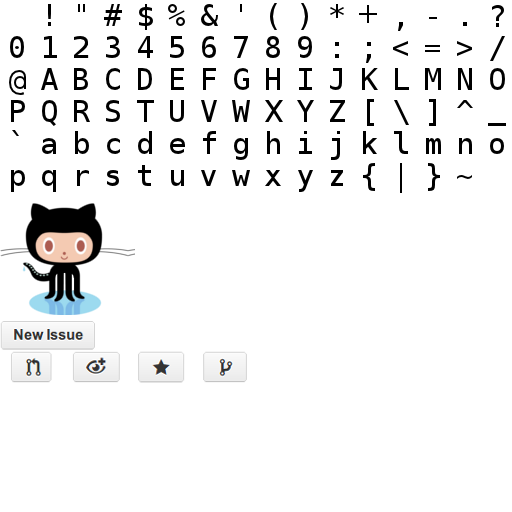 ! " # $ % & ' ( ) * + , - . ?
0 1 2 3 4 5 6 7 8 9 : ; < = > /
@ A B C D E F G H I J K L M N O
P Q R S T U V W X Y Z [ \ ] ^ _
` a b c d e f g h i j k l m n o
p q r s t u v w x y z { | } ~
New Issue